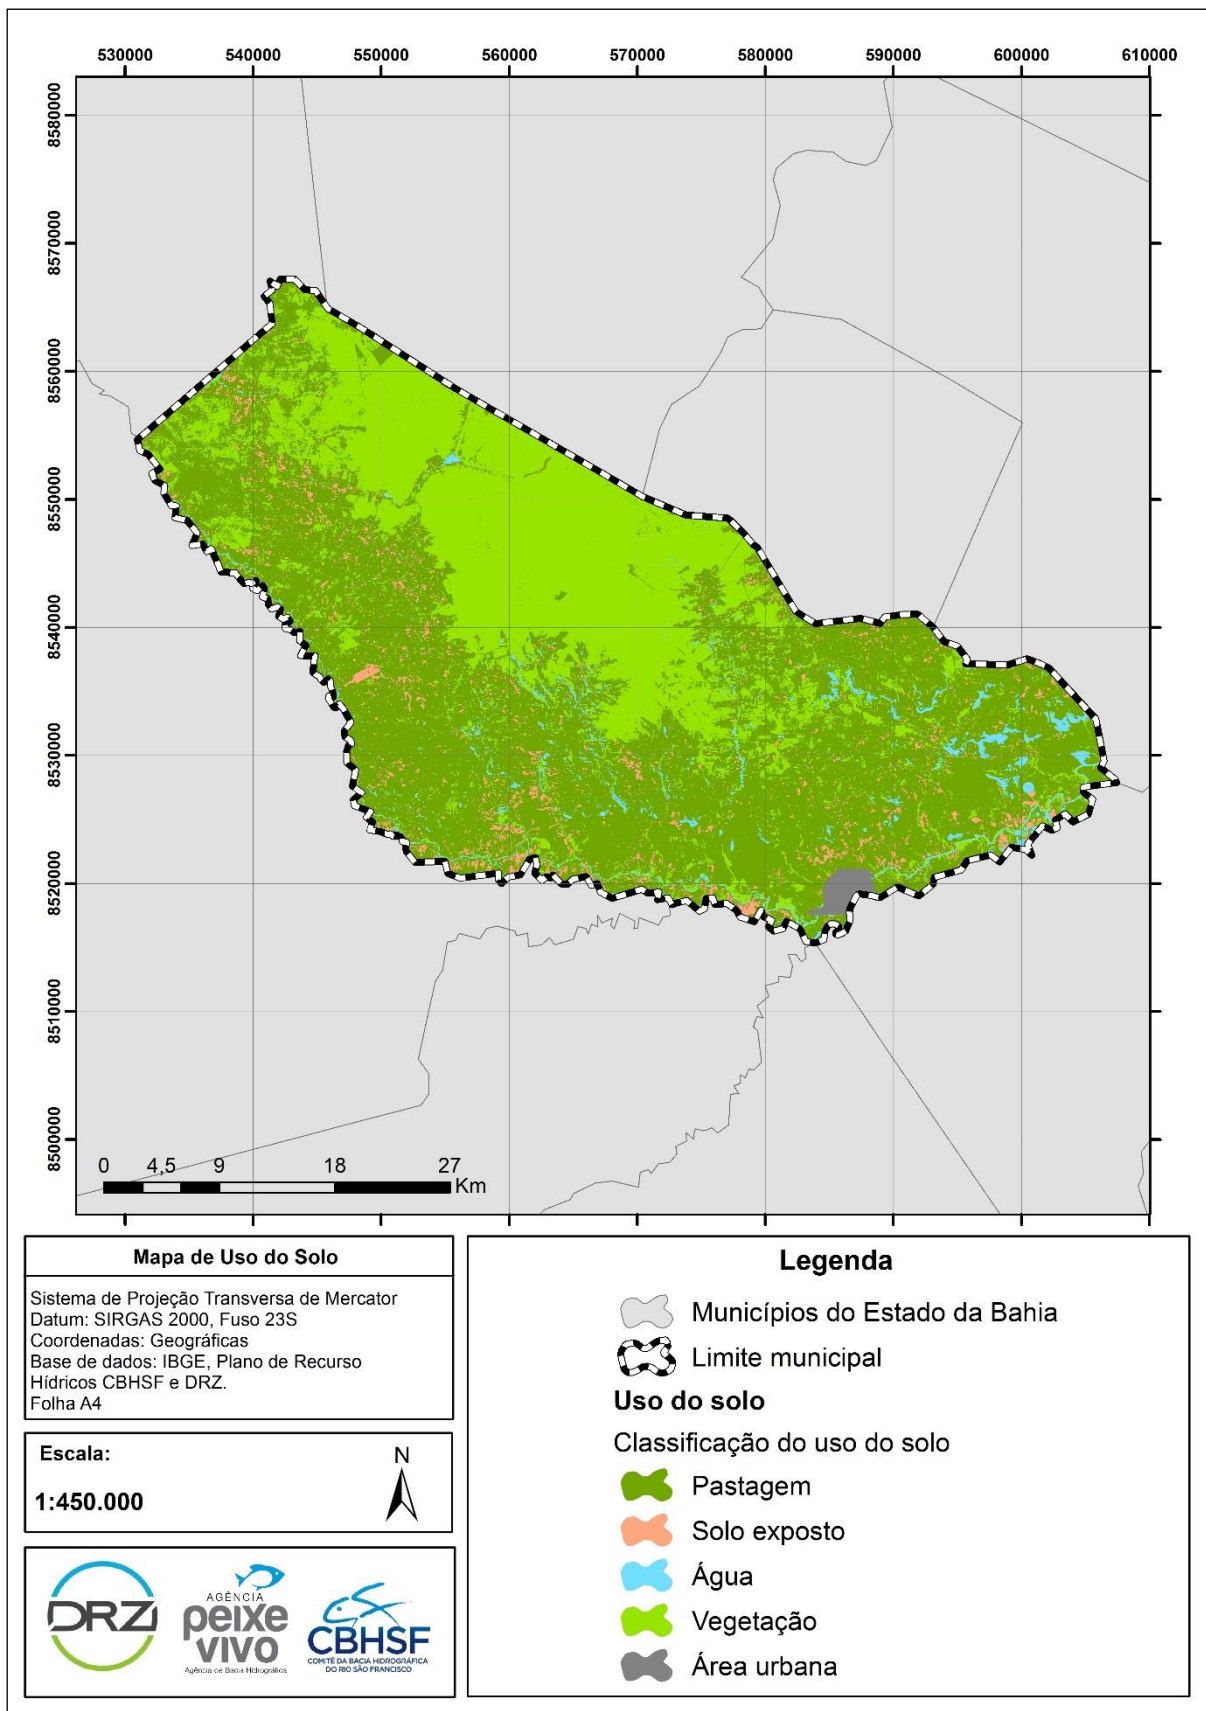 530000 540000 550000 560000 570000 580000 590000 600000 610000
8580000
8570000
8560000
8550000
8540000
8530000
8520000
8510000
8500000
0 4,5 9 18 27
Km
Mapa de Uso do Solo
Sistema de Projeção Transversa de Mercator
Datum: SIRGAS 2000, Fuso 23S
Coordenadas: Geográficas
Base de dados: IBGE, Plano de Recurso
Hídricos CBHSF e DRZ.
Folha A4
Escala:
1:450.000
N
DRZ
AGÊNCIA
peixe
vivo
Agência de Bacia Hidrográfica
CBHSF
COMITÊ DA BACIA HIDROGRÁFICA
DO RIO SÃO FRANCISCO
Legenda
Municípios do Estado da Bahia
Limite municipal
Uso do solo
Classificação do uso do solo
Pastagem
Solo exposto
Água
Vegetação
Área urbana